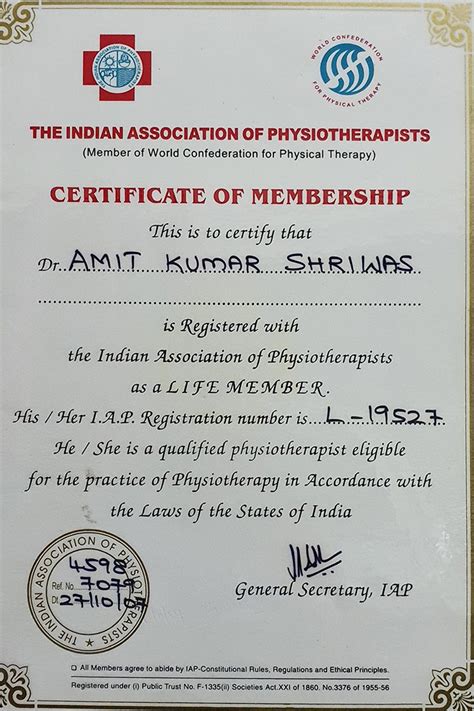 THE INDIAN ASSOCIATION OF PHYSIOTHERAPISTS
WORLD CONFEDERATION
FOR PHYSICAL THERAPY
THE INDIAN ASSOCIATION OF PHYSIOTHERAPISTS
(Member of World Confederation for Physical Therapy)
CERTIFICATE OF MEMBERSHIP
This is to certify that
Dr. AMIT KUMAR SHRIWAS
is Registered with
the Indian Association of Physiotherapists
as a LIFE MEMBER.
His / Her I.A.P. Registration number is L-19527
He / She is a qualified physiotherapist eligible
for the practice of Physiotherapy in Accordance with
the Laws of the States of India
THE INDIAN ASSOCIATION OF PHYSIOTHERAPISTS
4598
Ref. No. 7079
Dt. 27/10/07
General Secretary, IAP
All Members agree to abide by IAP-Constitutional Rules, Regulations and Ethical Principles.
Registered under (i) Public Trust No. F-1335(ii) Societies Act.XXI of 1860. No.3376 of 1955-56